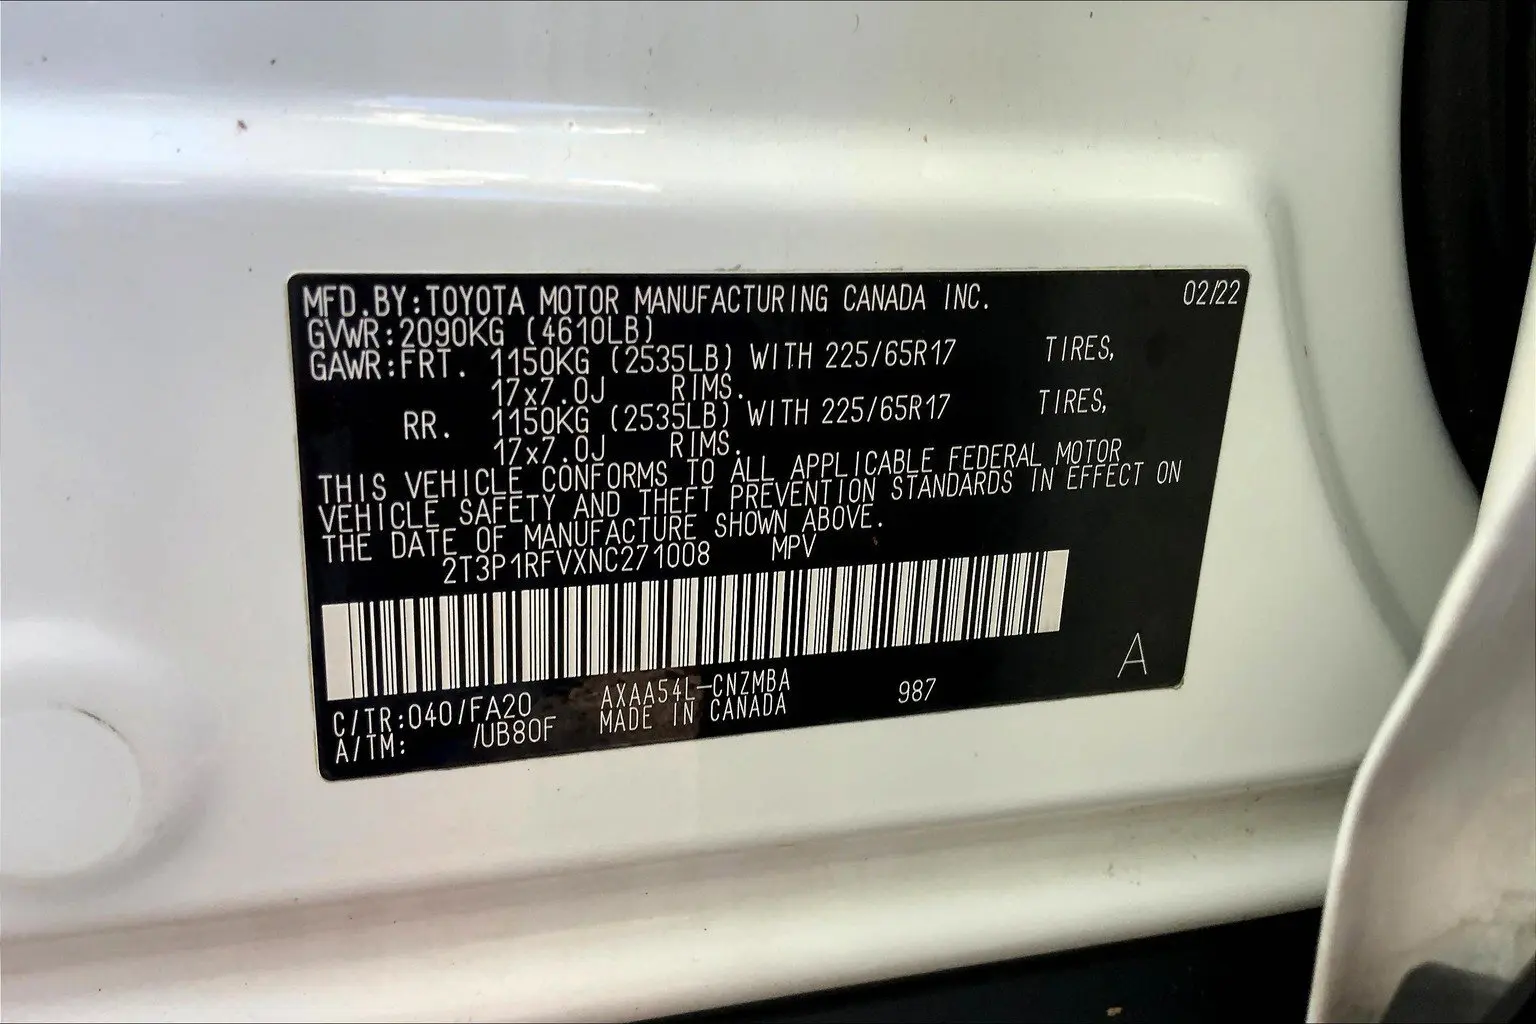 MFD.BY:TOYOTA MOTOR MANUFACTURING CANADA INC. 02/22
GVWR:2090KG (4610LB)
GAWR:FRT. 1150KG (2535LB) WITH 225/65R17 TIRES,
17x7.0J RIMS.
RR. 1150KG (2535LB) WITH 225/65R17 TIRES,
17x7.0J RIMS.
THIS VEHICLE CONFORMS TO ALL APPLICABLE FEDERAL MOTOR
VEHICLE SAFETY AND THEFT PREVENTION STANDARDS IN EFFECT ON
THE DATE OF MANUFACTURE SHOWN ABOVE.
2T3P1RFVXNC271008 MPV
A
C/TR:040/FA20 AXAA54L-CNZMBA 987
A/TM: /UB80F MADE IN CANADA